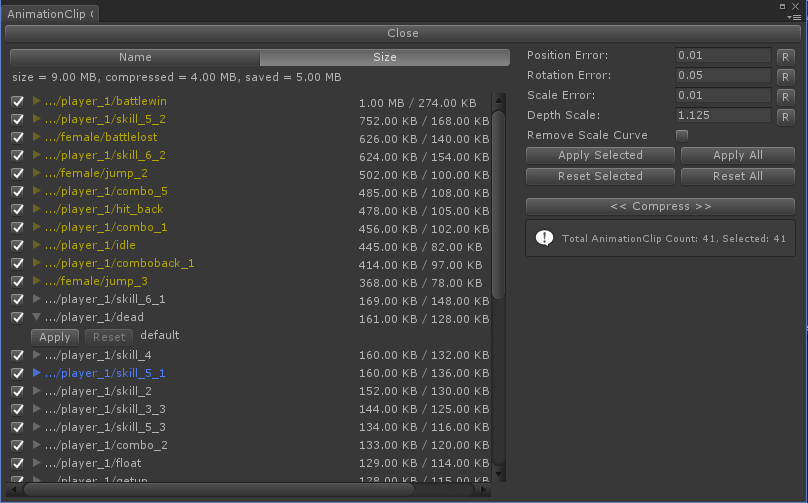 AnimationClip C
Close
Name Size
size = 9.00 MB, compressed = 4.00 MB, saved = 5.00 MB
.../player_1/battlewin 1.00 MB / 274.00 KB
.../player_1/skill_5_2 752.00 KB / 168.00 KB
.../female/battlelost 626.00 KB / 140.00 KB
.../player_1/skill_6_2 624.00 KB / 154.00 KB
.../female/jump_2 502.00 KB / 100.00 KB
.../player_1/combo_5 485.00 KB / 108.00 KB
.../player_1/hit_back 478.00 KB / 105.00 KB
.../player_1/combo_1 456.00 KB / 102.00 KB
.../player_1/idle 445.00 KB / 82.00 KB
.../player_1/comboback_1 414.00 KB / 97.00 KB
.../female/jump_3 368.00 KB / 78.00 KB
.../player_1/skill_6_1 169.00 KB / 148.00 KB
.../player_1/dead 161.00 KB / 128.00 KB
Apply Reset default
.../player_1/skill_4 160.00 KB / 132.00 KB
.../player_1/skill_5_1 160.00 KB / 136.00 KB
.../player_1/skill_2 152.00 KB / 130.00 KB
.../player_1/skill_3_3 144.00 KB / 125.00 KB
.../player_1/skill_5_3 134.00 KB / 116.00 KB
.../player_1/combo_2 133.00 KB / 120.00 KB
.../player_1/float 129.00 KB / 114.00 KB
.../player_1/getup 128.00 KB / 115.00 KB
Position Error: 0.01 R
Rotation Error: 0.05 R
Scale Error: 0.01 R
Depth Scale: 1.125 R
Remove Scale Curve
Apply Selected Apply All
Reset Selected Reset All
<< Compress >>
Total AnimationClip Count: 41, Selected: 41